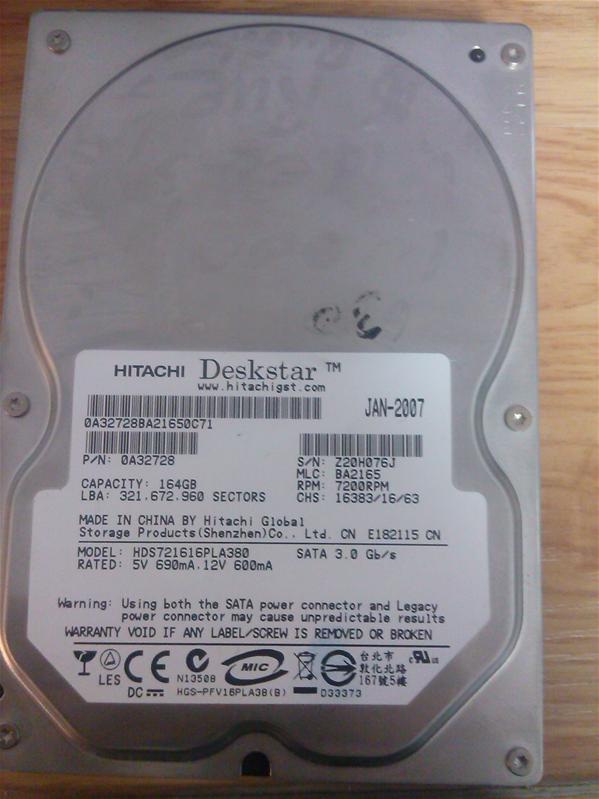 HITACHI Deskstar™
www.hitachigst.com
JAN-2007
0A32728BA21650C71
P/N: 0A32728
S/N: Z20H076J
MLC: BA2165
CAPACITY: 164GB RPM: 7200RPM
LBA: 321.672.960 SECTORS CHS: 16383/16/63
MADE IN CHINA BY Hitachi Global
Storage Products(Shenzhen)Co.. Ltd. CN E182115 CN
MODEL: HDS721616PLA380 SATA 3.0 Gb/s
RATED: 5V 690mA.12V 600mA
Warning: Using both the SATA power connector and Legacy
power connector may cause unpredictable results
WARRANTY VOID IF ANY LABEL/SCREW IS REMOVED OR BROKEN
LES CE N13508 MIC
台北市
敦化北路
167號5樓
DC
HGS-PFV16PLA38(B) D33373